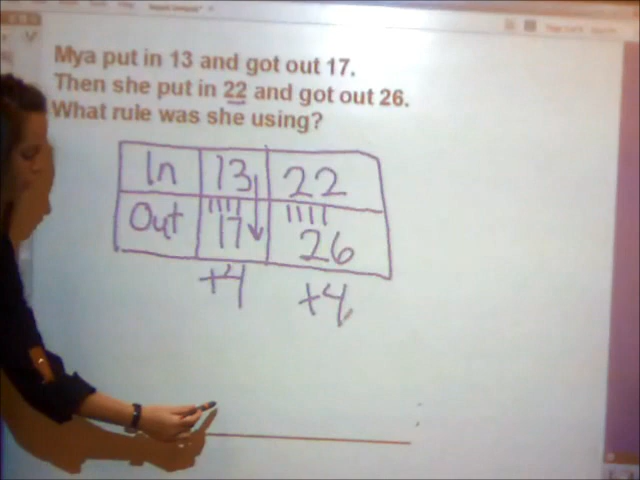 Mya put in 13 and got out 17.
Then she put in 22 and got out 26.
What rule was she using?
In 13 22
Out 17 26
+4 +4